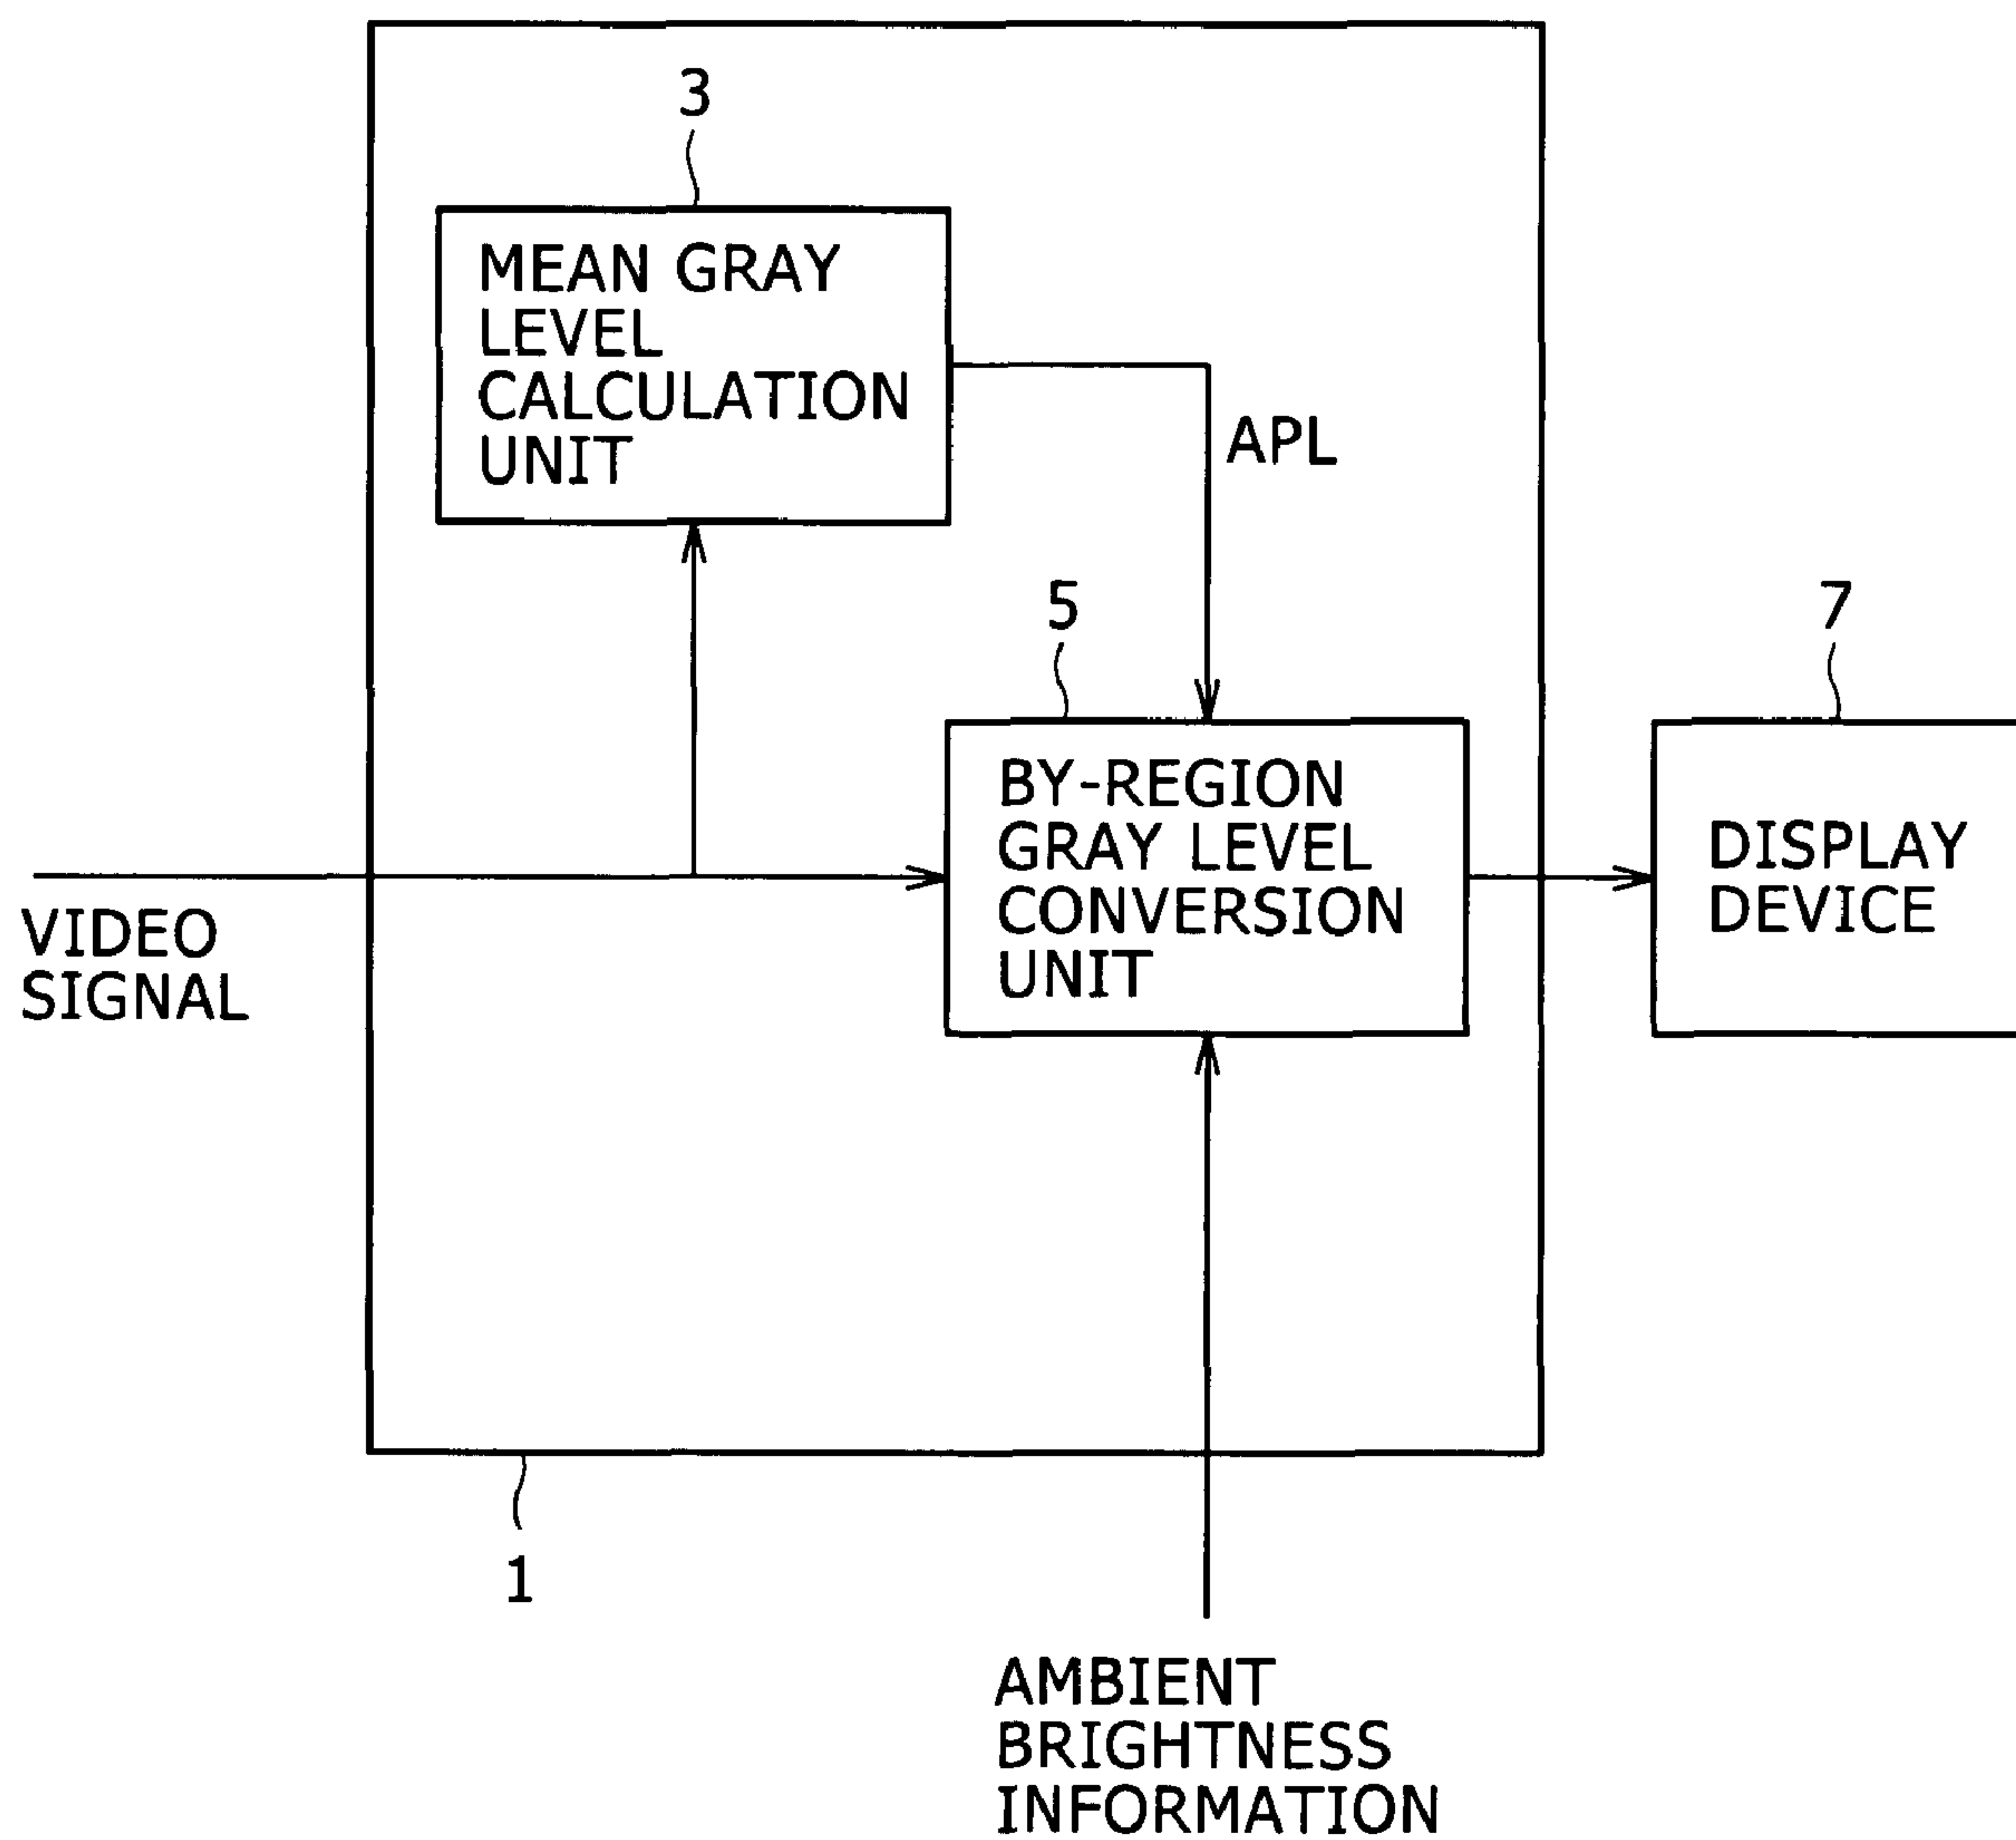 3
MEAN GRAY
LEVEL
CALCULATION
UNIT
APL
5
7
BY-REGION
GRAY LEVEL
CONVERSION
UNIT
DISPLAY
DEVICE
VIDEO
SIGNAL
1
AMBIENT
BRIGHTNESS
INFORMATION